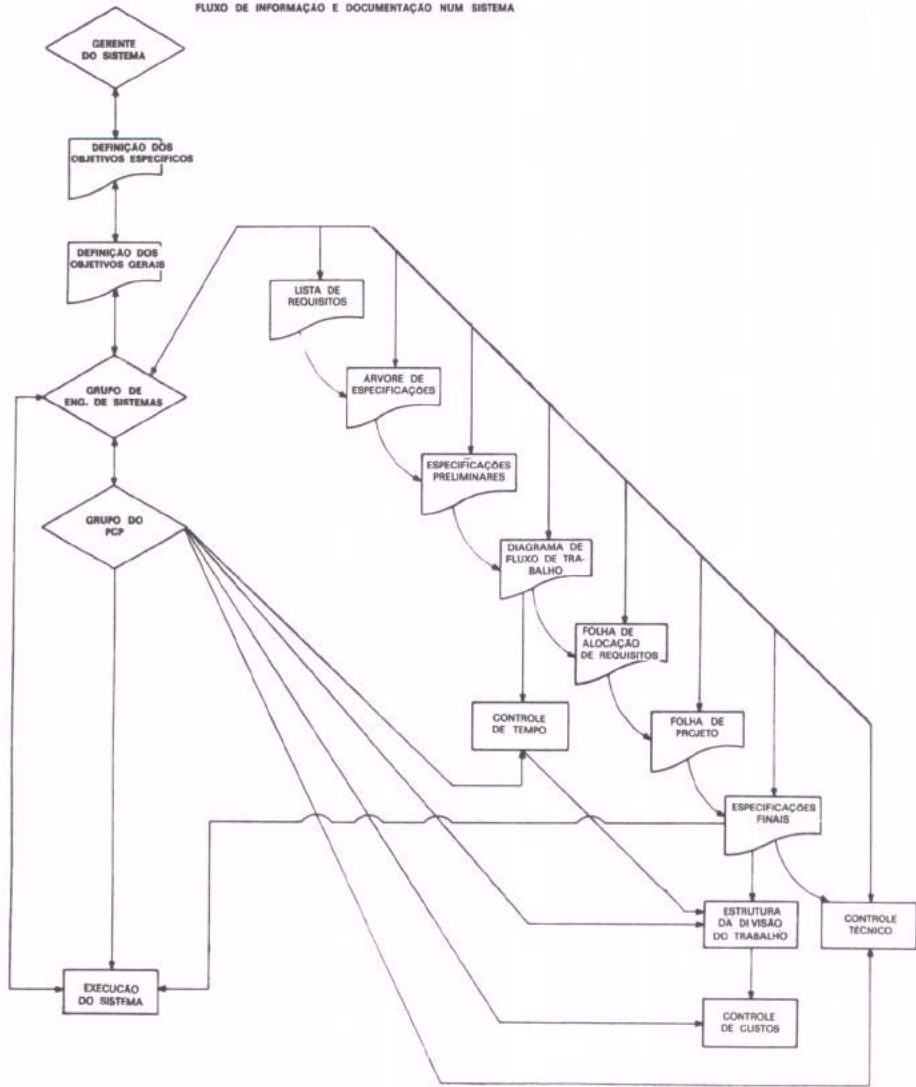 FLUXO DE INFORMAÇÃO E DOCUMENTAÇÃO NUM SISTEMA
GERENTE
DO SISTEMA
DEFINIÇÃO DOS
OBJETIVOS ESPECÍFICOS
DEFINIÇÃO DOS
OBJETIVOS GERAIS
LISTA DE
REQUISITOS
GRUPO DE
ENG. DE SISTEMAS
ÁRVORE DE
ESPECIFICAÇÕES
ESPECIFICAÇÕES
PRELIMINARES
GRUPO DO
PCP
DIAGRAMA DE
FLUXO DE TRA-
BALHO
FOLHA DE
ALOCAÇÃO
DE REQUISITOS
CONTROLE
DE TEMPO
FOLHA DE
PROJETO
ESPECIFICAÇÕES
FINAIS
ESTRUTURA
DA DIVISÃO
DO TRABALHO
CONTROLE
TÉCNICO
EXECUCÃO
DO SISTEMA
CONTROLE
DE CUSTOS